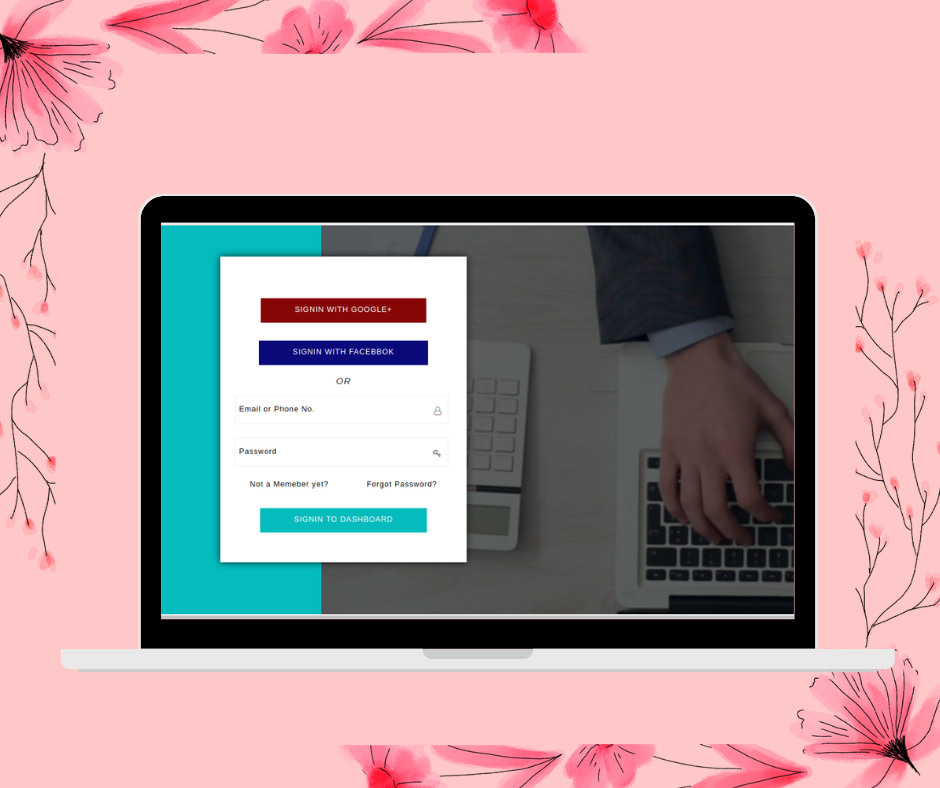 SIGNIN WITH GOOGLE+
SIGNIN WITH FACEBBOK
OR
Email or Phone No.
Password
Not a Memeber yet? Forgot Password?
SIGNIN TO DASHBOARD